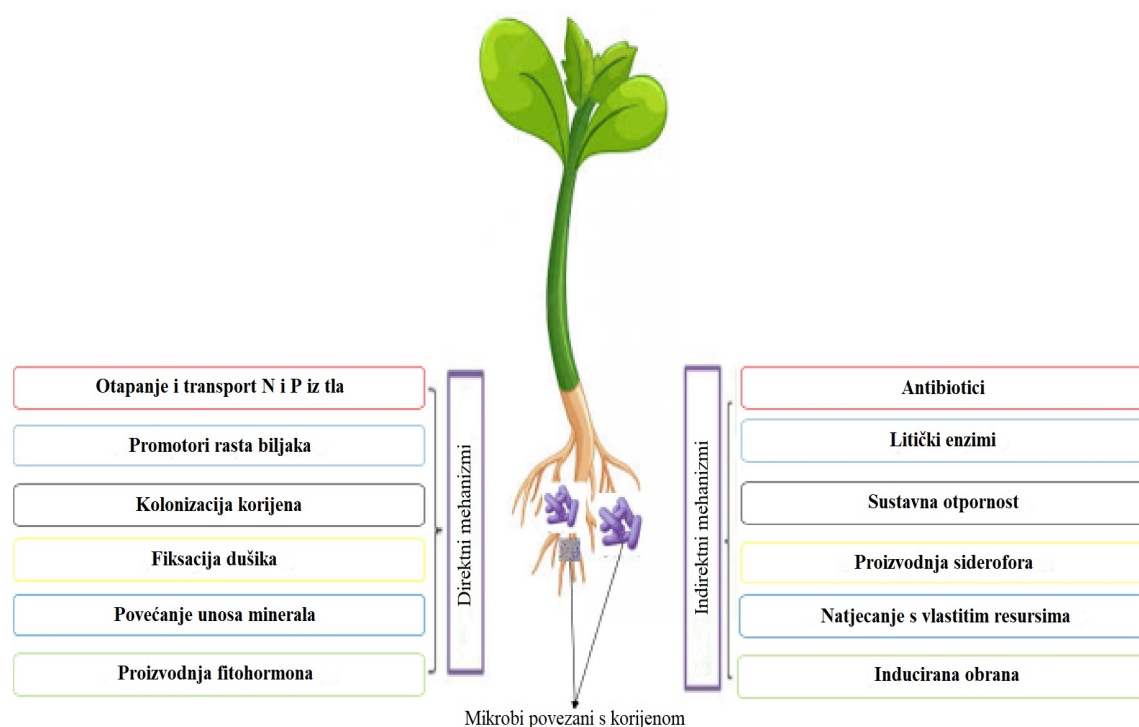 Otapanje i transport N i P iz tla
Promotori rasta biljaka
Kolonizacija korijena
Fiksacija dušika
Povećanje unosa minerala
Proizvodnja fitohormona
Direktni mehanizmi
Indirektni mehanizmi
Antibiotici
Litički enzimi
Sustavna otpornost
Proizvodnja siderofora
Natjecanje s vlastitim resursima
Inducirana obrana
Mikrobi povezani s korijenom